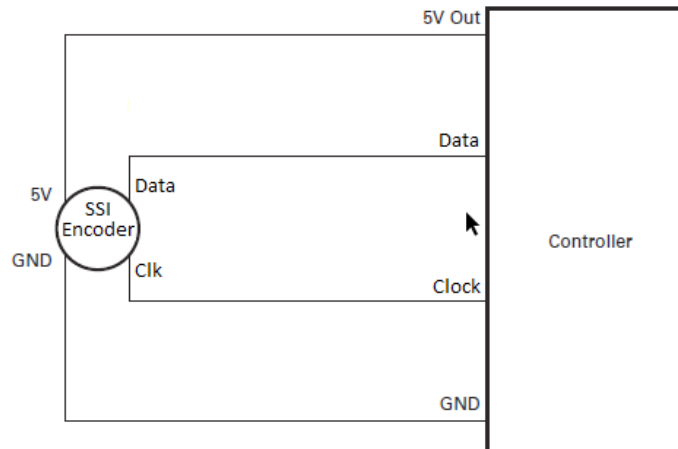 5V Out
Data
Data
5V
SSI
Encoder
Controller
GND
Clk
Clock
GND